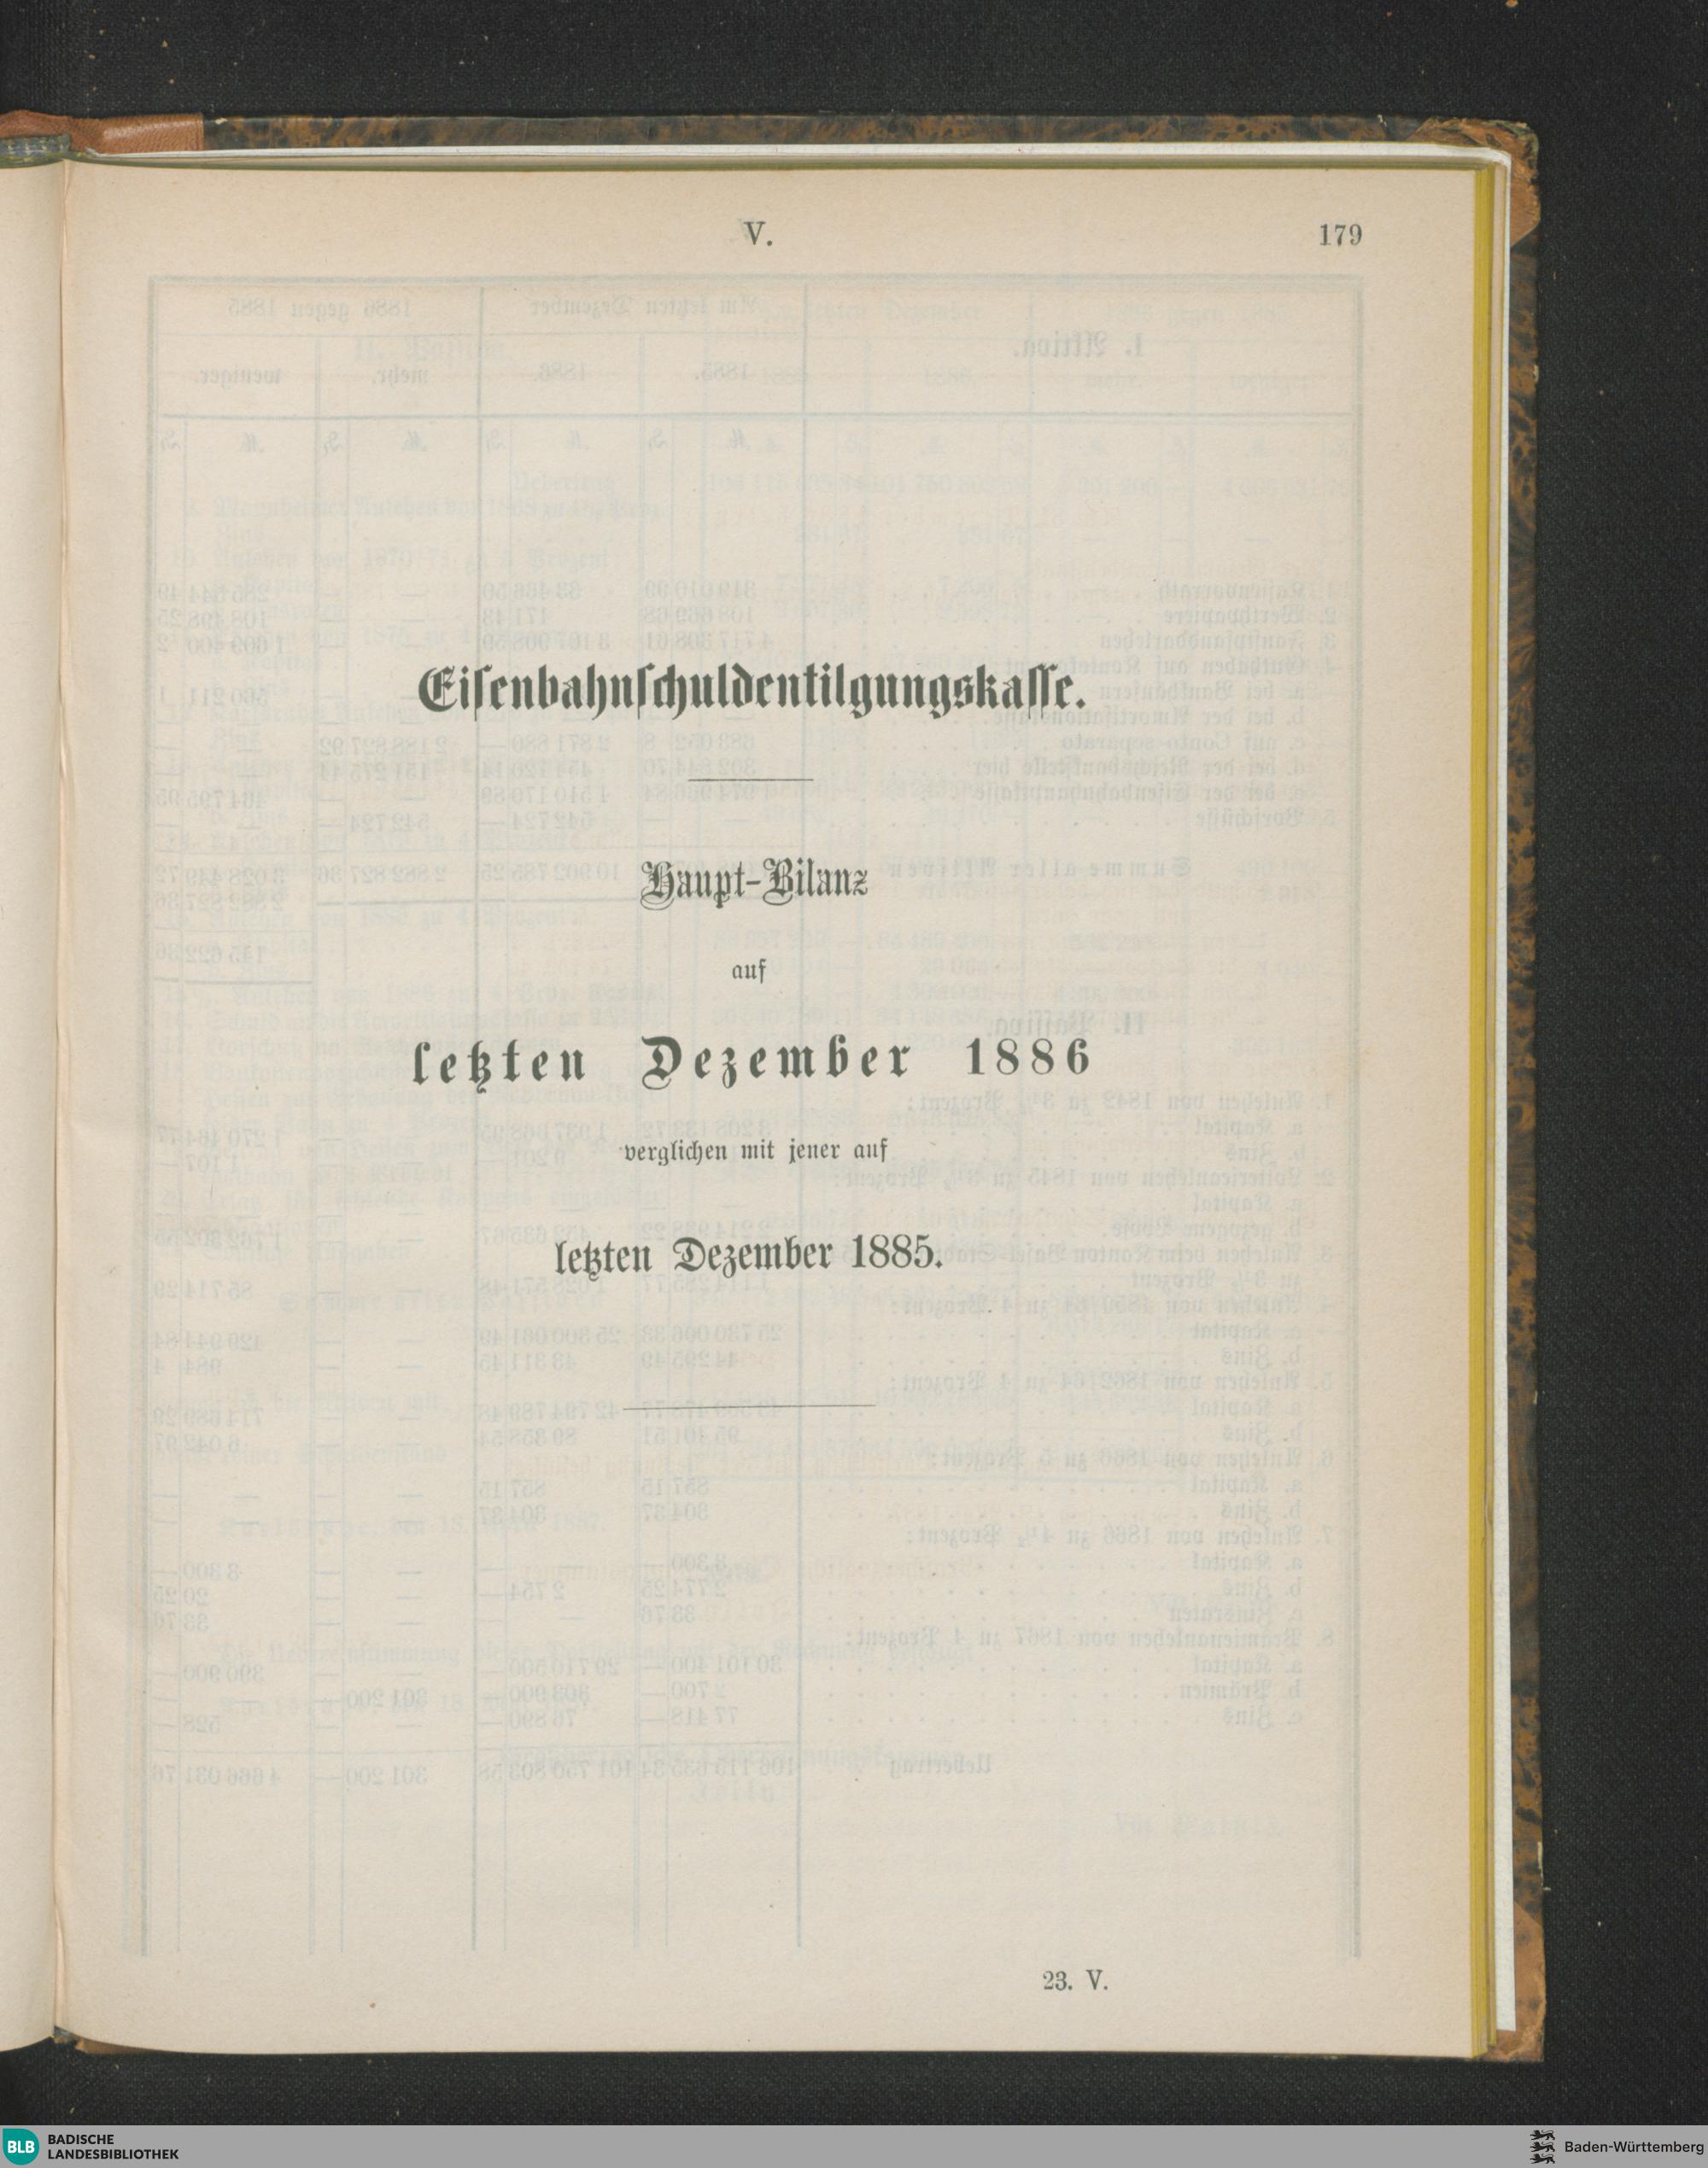 V.
179
Eiſenbahnſchuldentilgungskaſſe.
Haupt-Bilanz
auf
letzten Dezember 1886
verglichen mit jener auf
letzten Dezember 1885.
23. V.
BLB BADISCHE
LANDESBIBLIOTHEK
Baden-Württemberg